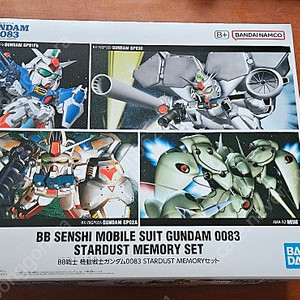 GUNDAM
0083
B+
BANDAI NAMCO
GUNDAM GP01Fb
GUNDAM GP03D
GUNDAM GP02A
BB SENSHI MOBILE SUIT GUNDAM 0083
STARDUST MEMORY SET
BB戦士 機動戦士ガンダム0083 STARDUST MEMORYセット
BAN
DAI